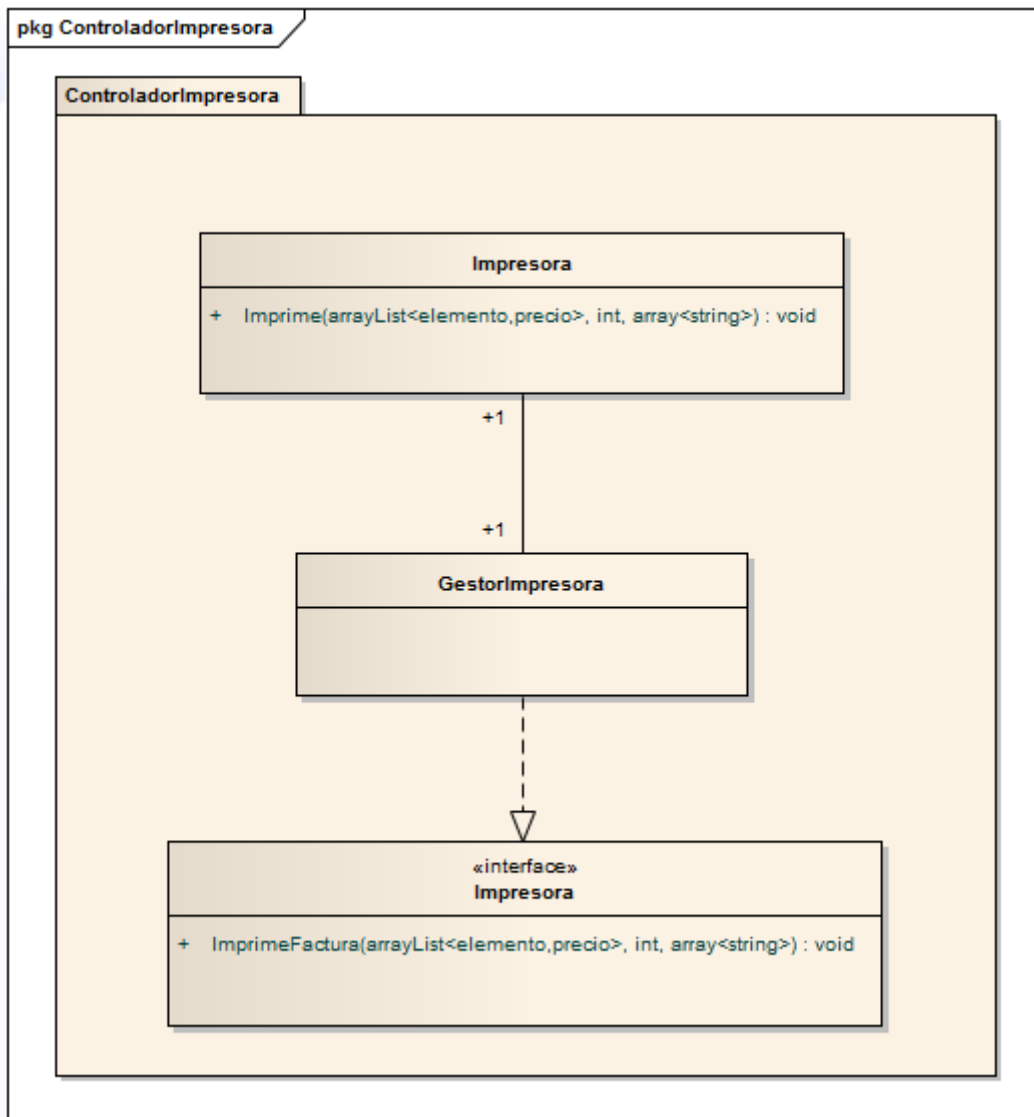 pkg ControladorImpresora
ControladorImpresora
Impresora
+ Imprime(arrayList<elemento,precio>, int, array<string>) : void
+1
+1
GestorImpresora
«interface»
Impresora
+ ImprimeFactura(arrayList<elemento,precio>, int, array<string>) : void